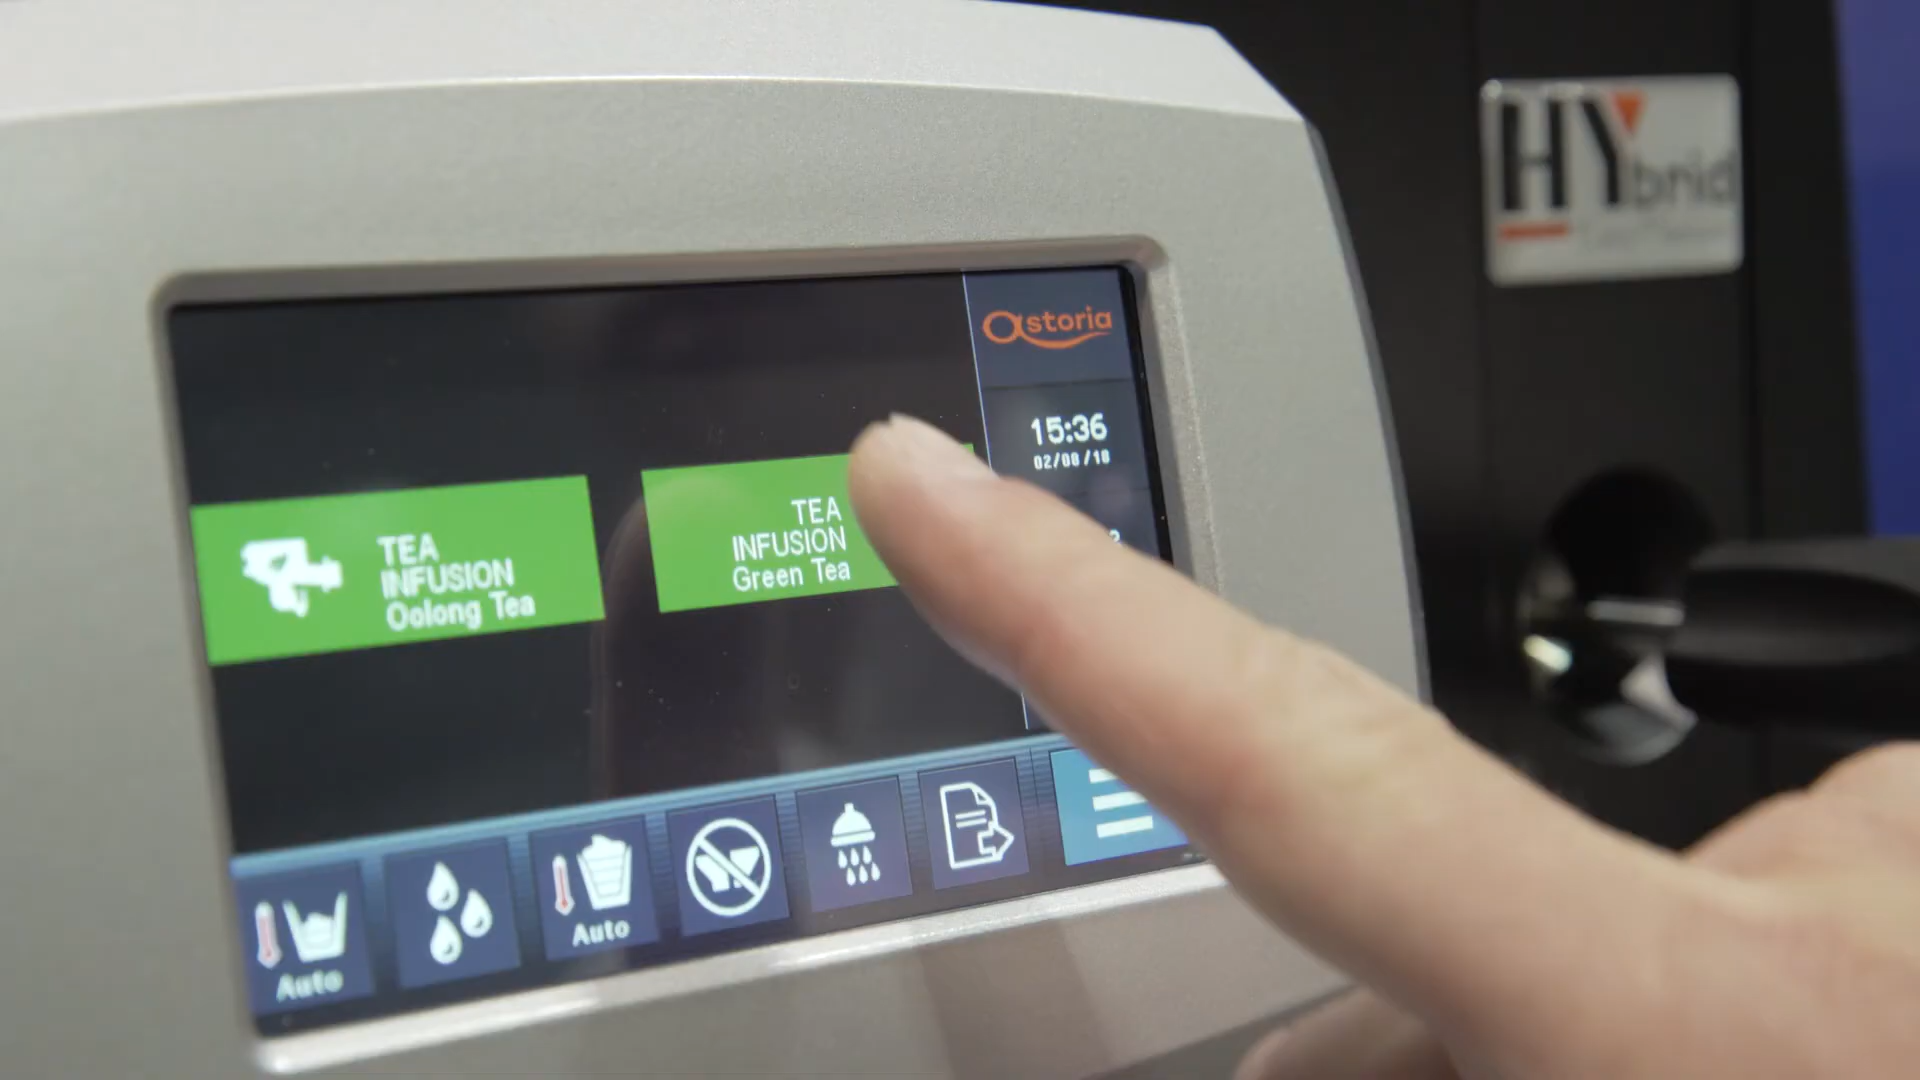 HYbrid
astoria
15:36
02/08/18
TEA
INFUSION
Oolong Tea
TEA
INFUSION
Green Tea
Auto
Auto